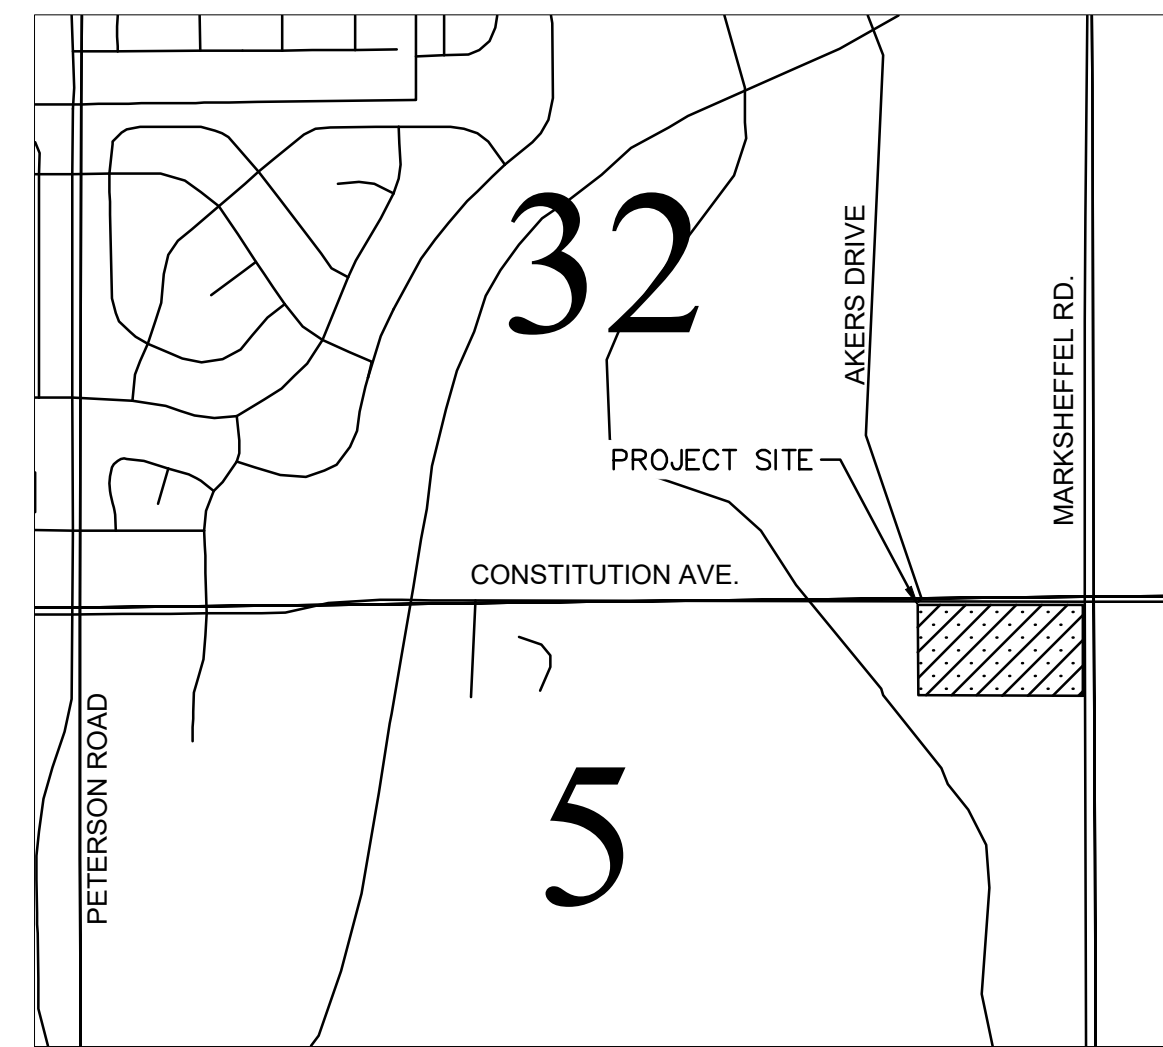 32
AKERS DRIVE
MARKSHEFFEL RD.
PROJECT SITE
CONSTITUTION AVE.
PETERSON ROAD
5